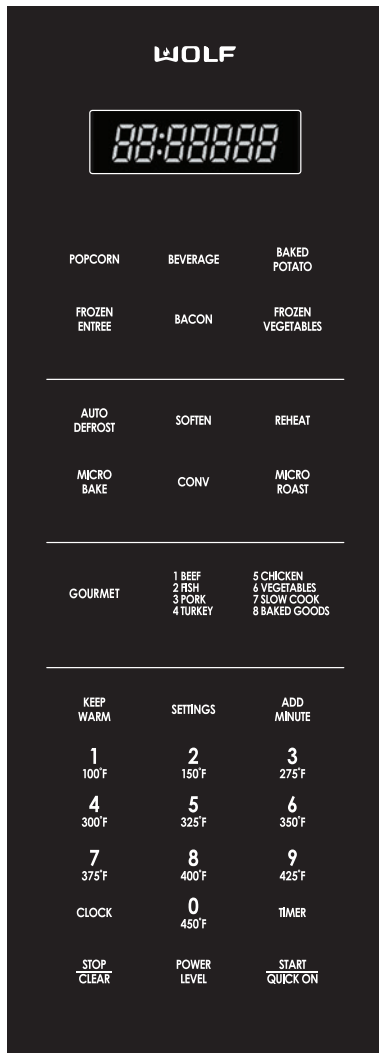 WOLF
88:88888
POPCORN
BEVERAGE
BAKED
POTATO
FROZEN
ENTREE
BACON
FROZEN
VEGETABLES
AUTO
DEFROST
SOFTEN
REHEAT
MICRO
BAKE
CONV
MICRO
ROAST
GOURMET
1 BEEF
2 FISH
3 PORK
4 TURKEY
5 CHICKEN
6 VEGETABLES
7 SLOW COOK
8 BAKED GOODS
KEEP
WARM
SETTINGS
ADD
MINUTE
1
100°F
2
150°F
3
275°F
4
300°F
5
325°F
6
350°F
7
375°F
8
400°F
9
425°F
CLOCK
0
450°F
TIMER
STOP
CLEAR
POWER
LEVEL
START
QUICK ON